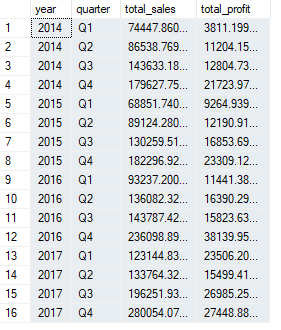 year quarter total_sales total_profit
1 2014 Q1 74447.860... 3811.199...
2 2014 Q2 86538.769... 11204.15...
3 2014 Q3 143633.18... 12804.73...
4 2014 Q4 179627.75... 21723.97...
5 2015 Q1 68851.740... 9264.939...
6 2015 Q2 89124.280... 12190.91...
7 2015 Q3 130259.51... 16853.69...
8 2015 Q4 182296.92... 23309.12...
9 2016 Q1 93237.200... 11441.38...
10 2016 Q2 136082.32... 16390.29...
11 2016 Q3 143787.42... 15823.63...
12 2016 Q4 236098.89... 38139.95...
13 2017 Q1 123144.83... 23506.20...
14 2017 Q2 133764.32... 15499.41...
15 2017 Q3 196251.93... 26985.25...
16 2017 Q4 280054.07... 27448.88...